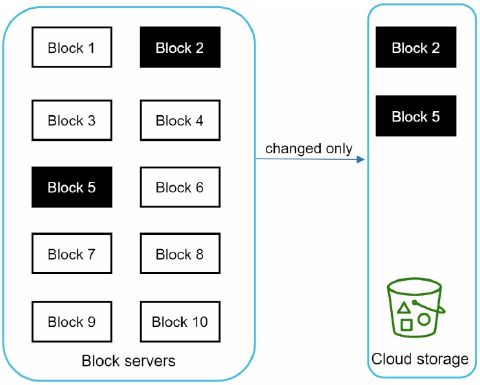 Block 1
Block 2
Block 3
Block 4
Block 5
Block 6
Block 7
Block 8
Block 9
Block 10
Block servers
changed only
Block 2
Block 5
Cloud storage